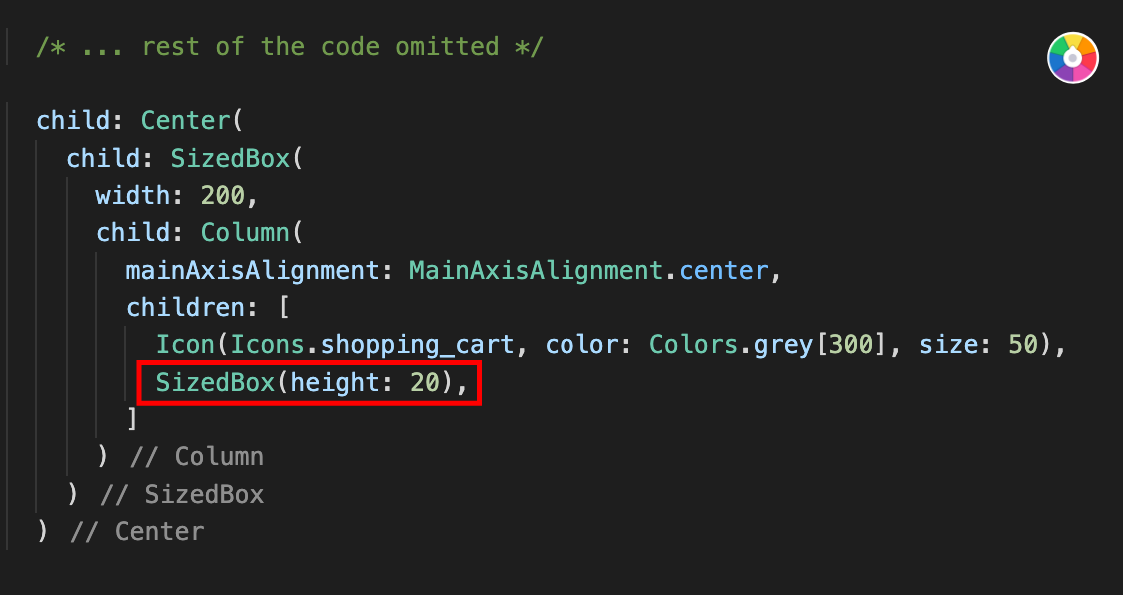 /* ... rest of the code omitted */
child: Center(
child: SizedBox(
width: 200,
child: Column(
mainAxisAlignment: MainAxisAlignment.center,
children: [
Icon(Icons.shopping_cart, color: Colors.grey[300], size: 50),
SizedBox(height: 20),
]
) // Column
) // SizedBox
) // Center